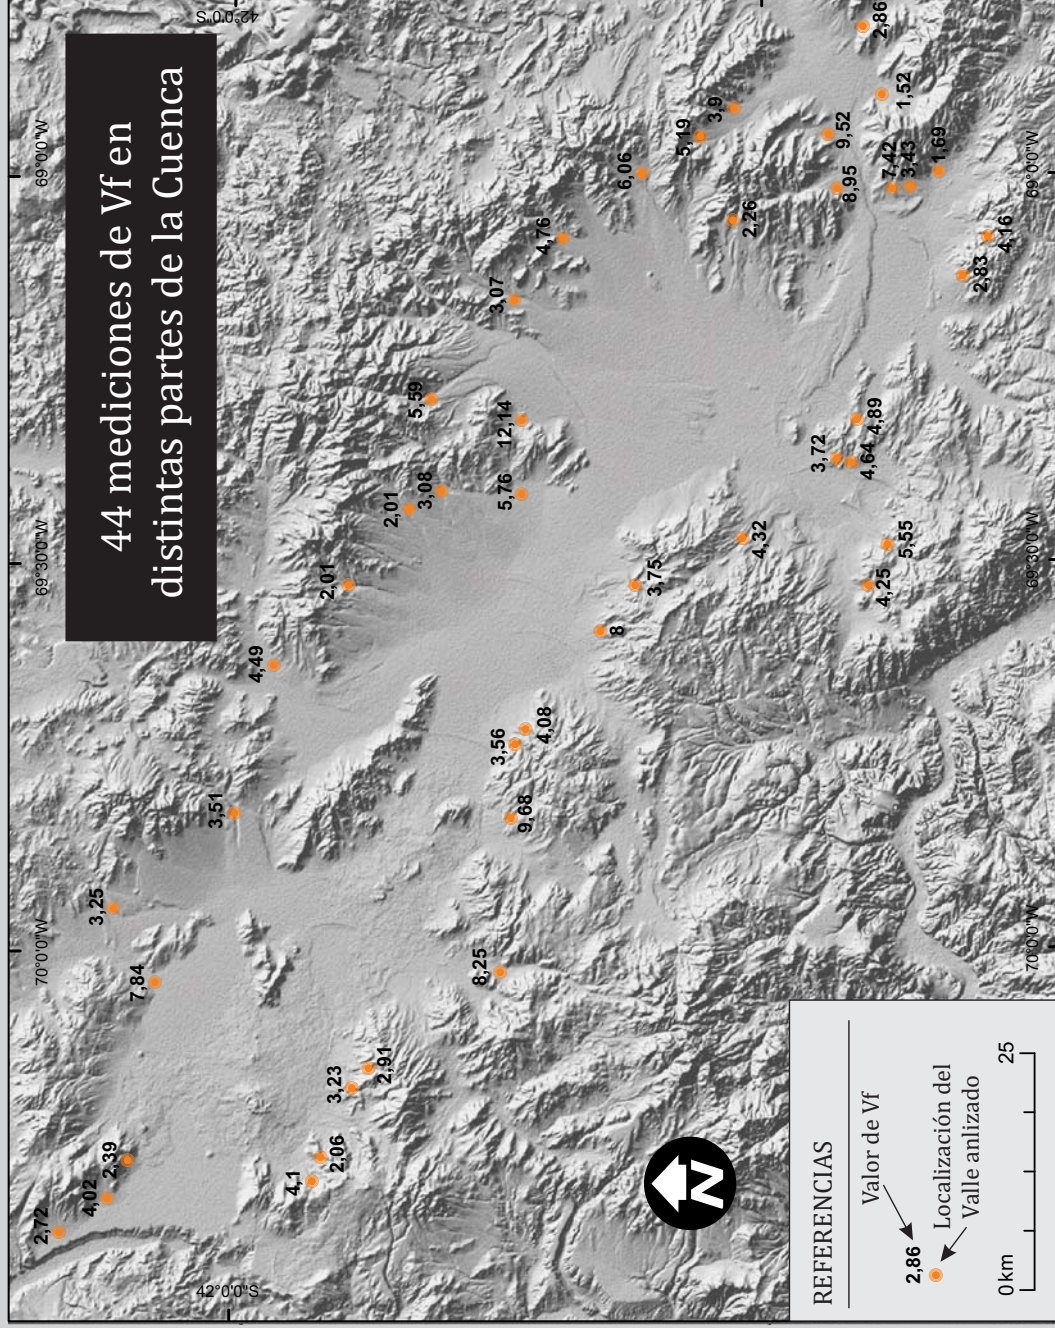 44 mediciones de Vf en
distintas partes de la Cuenca
70°0'0"W
69°30'0"W
69°0'0"W
42°0'0"S
42°0'0"S
2,72
4,02
2,39
7,84
3,25
3,51
4,49
2,01
2,01
3,08
5,59
5,76
12,14
3,07
4,76
6,06
5,19
3,9
2,26
9,52
8,95
2,86
1,52
7,42
3,43
1,69
4,16
2,83
4,1
2,06
3,23
2,91
8,25
9,68
3,56
4,08
8
3,75
4,32
3,72
4,64
4,89
4,25
5,55
N
REFERENCIAS
Valor de Vf
2,86
Localización del
Valle anlizado
0 km
25
70°0'0"W
69°30'0"W
69°0'0"W